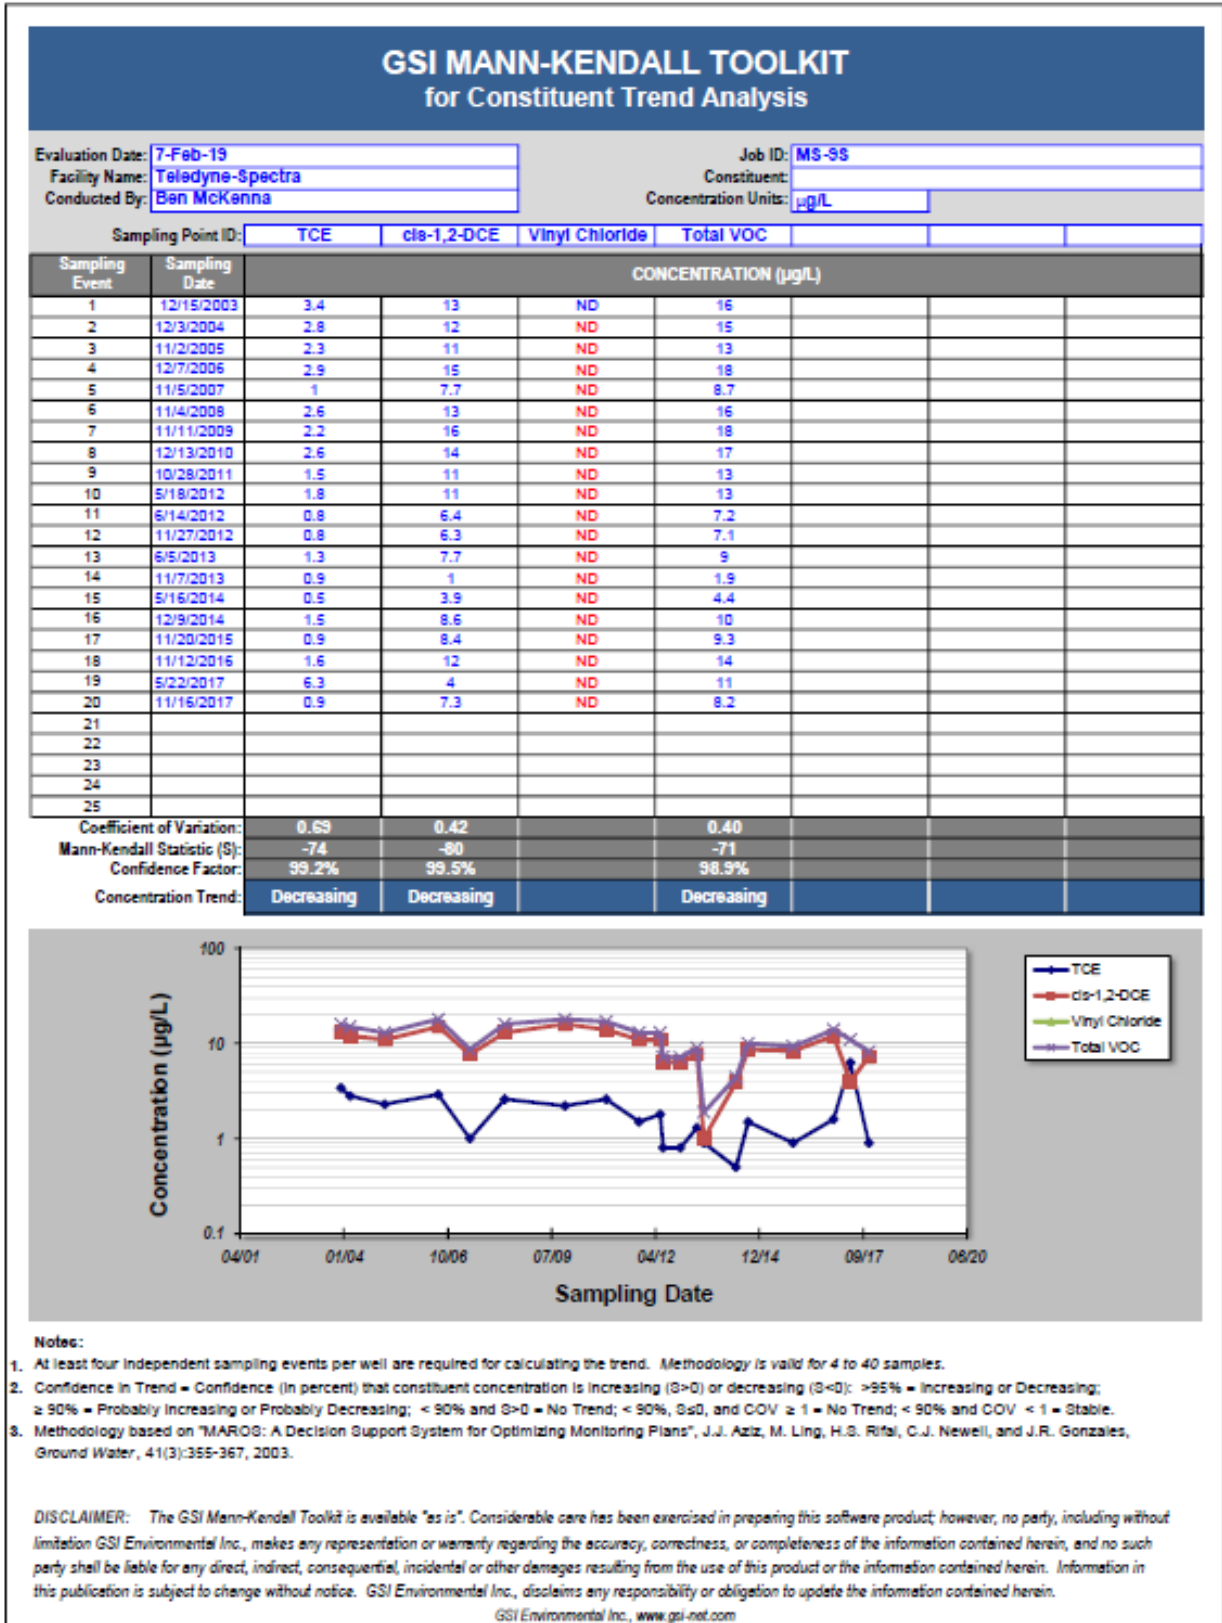 GSI MANN-KENDALL TOOLKIT
for Constituent Trend Analysis
Evaluation Date: 7-Feb-19 Job ID: MS-9S
Facility Name: Teledyne-Spectra Constituent:
Conducted By: Ben McKenna Concentration Units: µg/L
Sampling Point ID: TCE cis-1,2-DCE Vinyl Chloride Total VOC
Sampling Event Sampling Date CONCENTRATION (µg/L)
1 12/15/2003 3.4 13 ND 16
2 12/3/2004 2.8 12 ND 15
3 11/2/2005 2.3 11 ND 13
4 12/7/2006 2.9 15 ND 18
5 11/5/2007 1 7.7 ND 8.7
6 11/4/2008 2.6 13 ND 16
7 11/11/2009 2.2 16 ND 18
8 12/13/2010 2.6 14 ND 17
9 10/28/2011 1.5 11 ND 13
10 5/18/2012 1.8 11 ND 13
11 6/14/2012 0.8 6.4 ND 7.2
12 11/27/2012 0.8 6.3 ND 7.1
13 6/5/2013 1.3 7.7 ND 9
14 11/7/2013 0.9 1 ND 1.9
15 5/16/2014 0.5 3.9 ND 4.4
16 12/9/2014 1.5 8.6 ND 10
17 11/20/2015 0.9 8.4 ND 9.3
18 11/12/2016 1.6 12 ND 14
19 5/22/2017 6.3 4 ND 11
20 11/16/2017 0.9 7.3 ND 8.2
21
22
23
24
25
Coefficient of Variation: 0.69 0.42 0.40
Mann-Kendall Statistic (S): -74 -80 -71
Confidence Factor: 99.2% 99.5% 98.9%
Concentration Trend: Decreasing Decreasing Decreasing
100
10
1
0.1
Concentration (µg/L)
04/01 01/04 10/06 07/09 04/12 12/14 09/17 06/20
Sampling Date
TCE
cis-1,2-DCE
Vinyl Chloride
Total VOC
Notes:
1. At least four independent sampling events per well are required for calculating the trend. Methodology is valid for 4 to 40 samples.
2. Confidence in Trend = Confidence (in percent) that constituent concentration is increasing (S>0) or decreasing (S<0): >95% = Increasing or Decreasing;
≥ 90% = Probably Increasing or Probably Decreasing; < 90% and S>0 = No Trend; < 90%, S≤0, and COV ≥ 1 = No Trend; < 90% and COV < 1 = Stable.
3. Methodology based on "MAROS: A Decision Support System for Optimizing Monitoring Plans", J.J. Aziz, M. Ling, H.S. Rifai, C.J. Newell, and J.R. Gonzales,
Ground Water, 41(3):355-367, 2003.
DISCLAIMER: The GSI Mann-Kendall Toolkit is available "as is". Considerable care has been exercised in preparing this software product; however, no party, including without
limitation GSI Environmental Inc., makes any representation or warranty regarding the accuracy, correctness, or completeness of the information contained herein, and no such
party shall be liable for any direct, indirect, consequential, incidental or other damages resulting from the use of this product or the information contained herein. Information in
this publication is subject to change without notice. GSI Environmental Inc., disclaims any responsibility or obligation to update the information contained herein.
GSI Environmental Inc., www.gsi-net.com